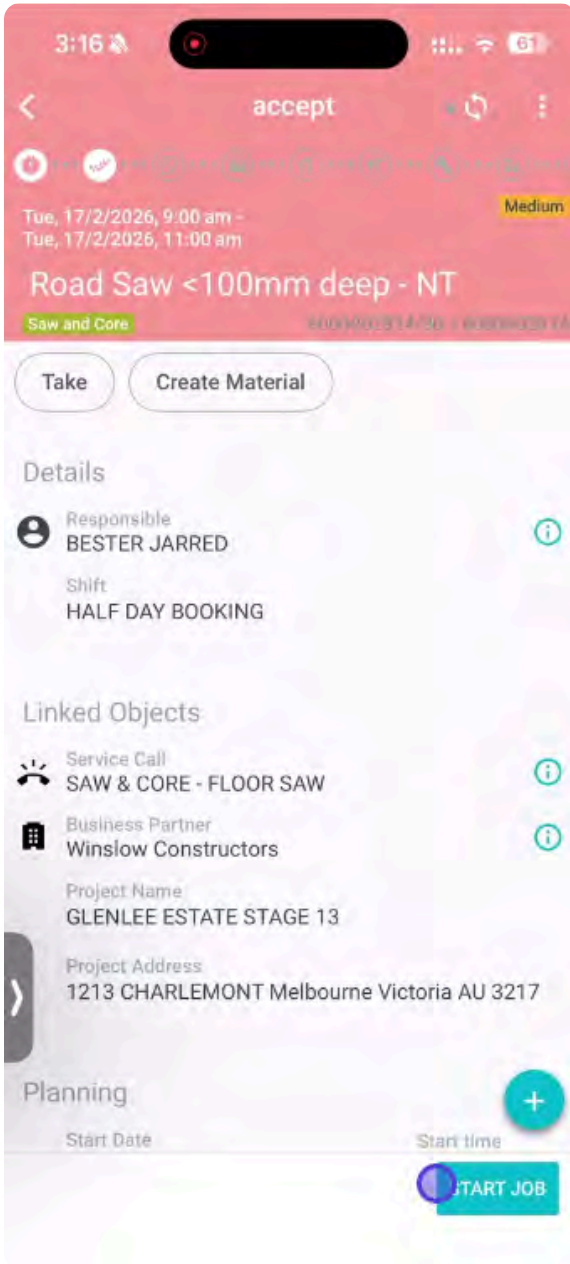 3:16
61
accept
Medium
Tue, 17/2/2026, 9:00 am -
Tue, 17/2/2026, 11:00 am
Road Saw <100mm deep - NT
Saw and Core
Take
Create Material
Details
Responsible
BESTER JARRED
Shift
HALF DAY BOOKING
Linked Objects
Service Call
SAW & CORE - FLOOR SAW
Business Partner
Winslow Constructors
Project Name
GLENLEE ESTATE STAGE 13
Project Address
1213 CHARLEMONT Melbourne Victoria AU 3217
Planning
Start Date
Start time
START JOB